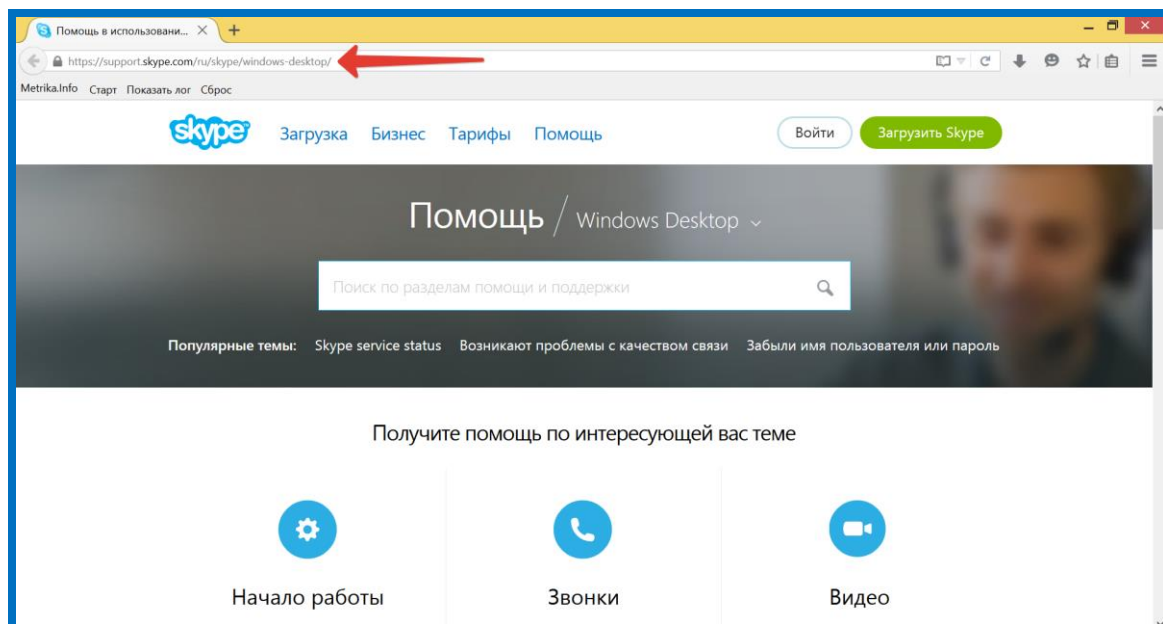 Помощь в использовани...
https://support.skype.com/ru/skype/windows-desktop/
Metrika.Info Старт Показать лог Сброс
skype Загрузка Бизнес Тарифы Помощь Войти Загрузить Skype
Помощь / Windows Desktop
Поиск по разделам помощи и поддержки
Популярные темы: Skype service status Возникают проблемы с качеством связи Забыли имя пользователя или пароль
Получите помощь по интересующей вас теме
Начало работы Звонки Видео